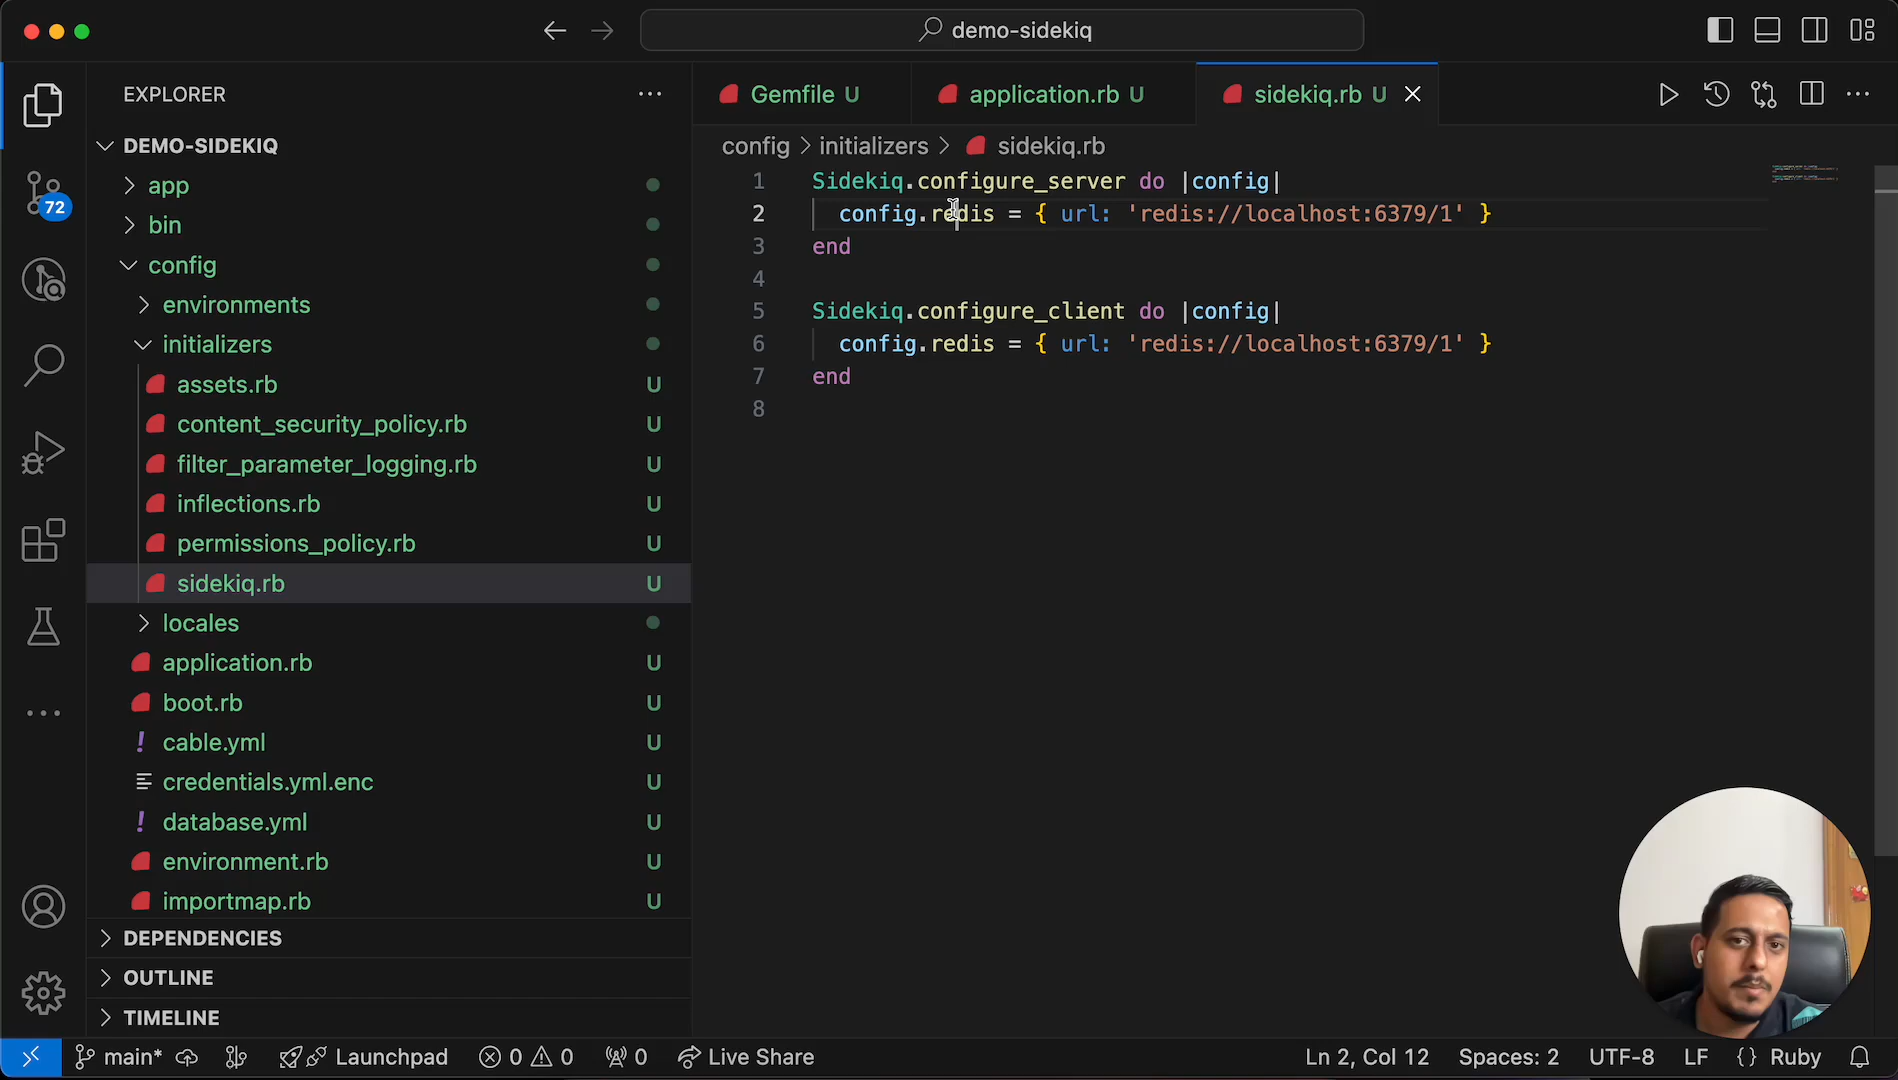 demo-sidekiq
EXPLORER
DEMO-SIDEKIQ
app
bin
config
environments
initializers
assets.rb U
content_security_policy.rb U
filter_parameter_logging.rb U
inflections.rb U
permissions_policy.rb U
sidekiq.rb U
locales
application.rb U
boot.rb U
! cable.yml U
credentials.yml.enc U
! database.yml U
environment.rb U
importmap.rb U
DEPENDENCIES
OUTLINE
TIMELINE
72
Gemfile U
application.rb U
sidekiq.rb U
config > initializers > sidekiq.rb
1 Sidekiq.configure_server do |config|
2 config.redis = { url: 'redis://localhost:6379/1' }
3 end
4
5 Sidekiq.configure_client do |config|
6 config.redis = { url: 'redis://localhost:6379/1' }
7 end
8
main* Launchpad 0 0 0 Live Share Ln 2, Col 12 Spaces: 2 UTF-8 LF {} Ruby